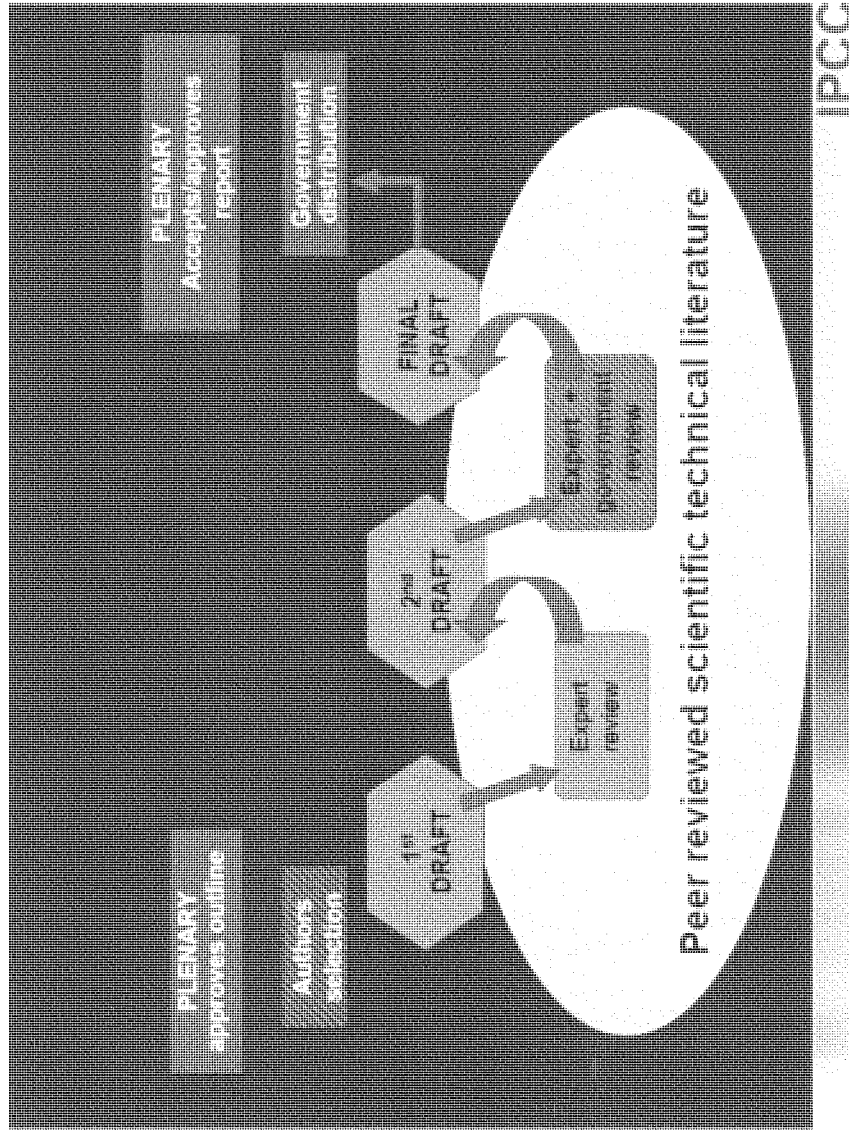 PLENARY
approves outline
Authors
selection
1st
DRAFT
Expert
review
2nd
DRAFT
Expert +
government
review
FINAL
DRAFT
Government
distribution
PLENARY
Accepts/approves
report
Peer reviewed scientific technical literature
IPCC